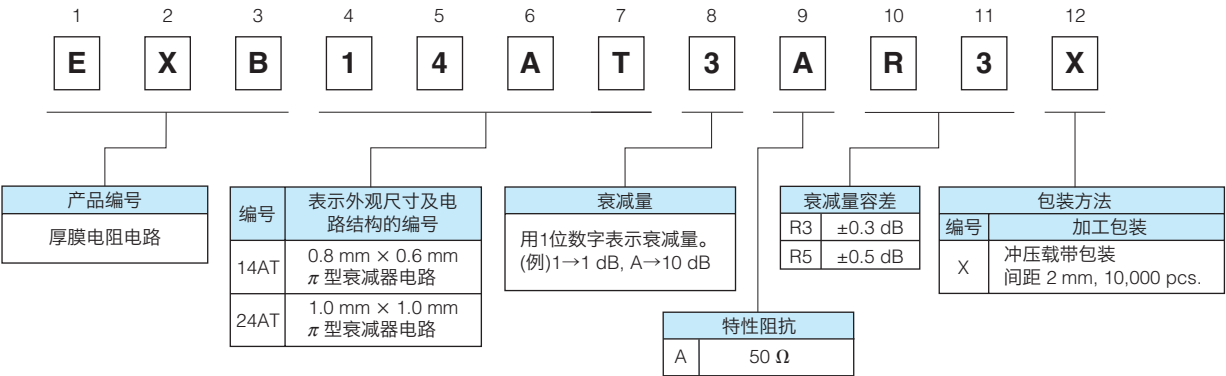 1 2 3 4 5 6 7 8 9 10 11 12
E X B 1 4 A T 3 A R 3 X
产品编号
厚膜电阻电路
编号 表示外观尺寸及电
路结构的编号
14AT 0.8 mm × 0.6 mm
π 型衰减器电路
24AT 1.0 mm × 1.0 mm
π 型衰减器电路
衰减量
用1位数字表示衰减量。
(例)1→1 dB, A→10 dB
特性阻抗
A 50 Ω
衰减量容差
R3 ±0.3 dB
R5 ±0.5 dB
包装方法
编号 加工包装
X 冲压载带包装
间距 2 mm, 10,000 pcs.